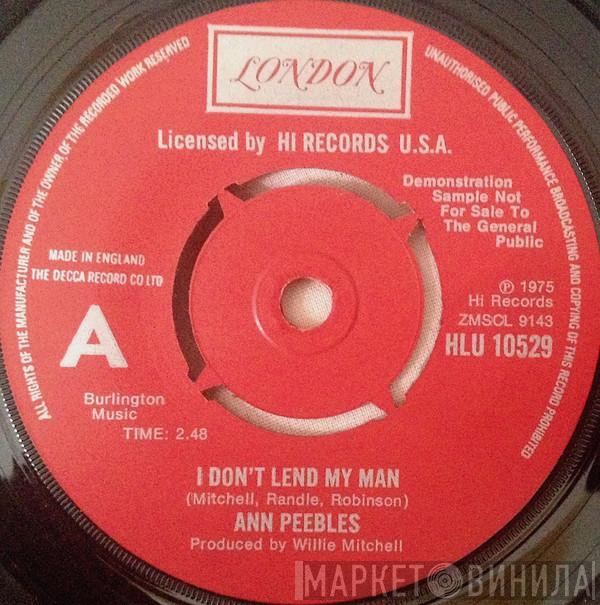 LONDON
Licensed by HI RECORDS U.S.A.
ALL RIGHTS OF THE MANUFACTURER AND OF THE OWNER OF THE RECORDED WORK RESERVED
UNAUTHORISED PUBLIC PERFORMANCE BROADCASTING AND COPYING OF THIS RECORD PROHIBITED
Demonstration
Sample Not
For Sale To
The General
Public
MADE IN ENGLAND
THE DECCA RECORD CO LTD
℗ 1975
Hi Records
ZMSCL 9143
HLU 10529
A
Burlington
Music
TIME: 2.48
I DON'T LEND MY MAN
(Mitchell, Randle, Robinson)
ANN PEEBLES
Produced by Willie Mitchell
МАРКЕТ ВИНИЛА